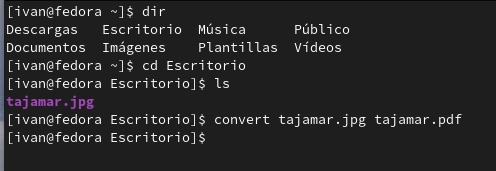 [ivan@fedora ~]$ dir
Descargas Escritorio Música Público
Documentos Imágenes Plantillas Vídeos
[ivan@fedora ~]$ cd Escritorio
[ivan@fedora Escritorio]$ ls
tajamar.jpg
[ivan@fedora Escritorio]$ convert tajamar.jpg tajamar.pdf
[ivan@fedora Escritorio]$